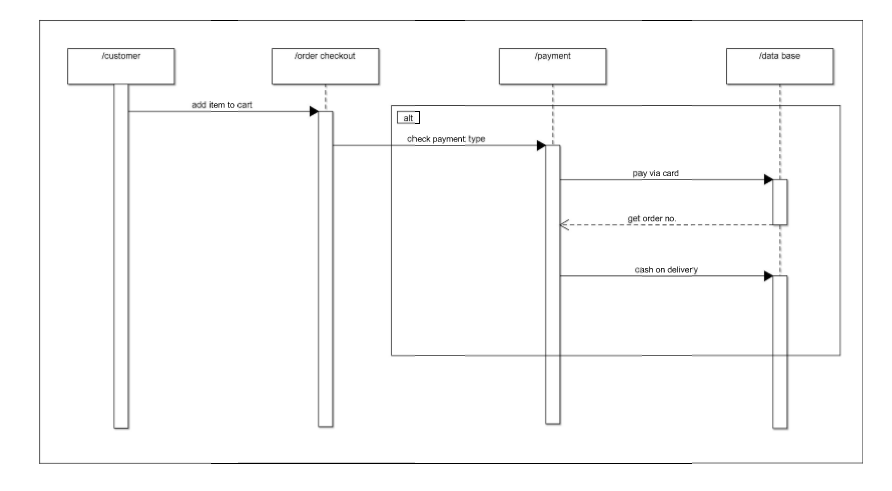 /customer
/order checkout
/payment
/data base
add item to cart
alt
check payment type
pay via card
get order no.
cash on delivery